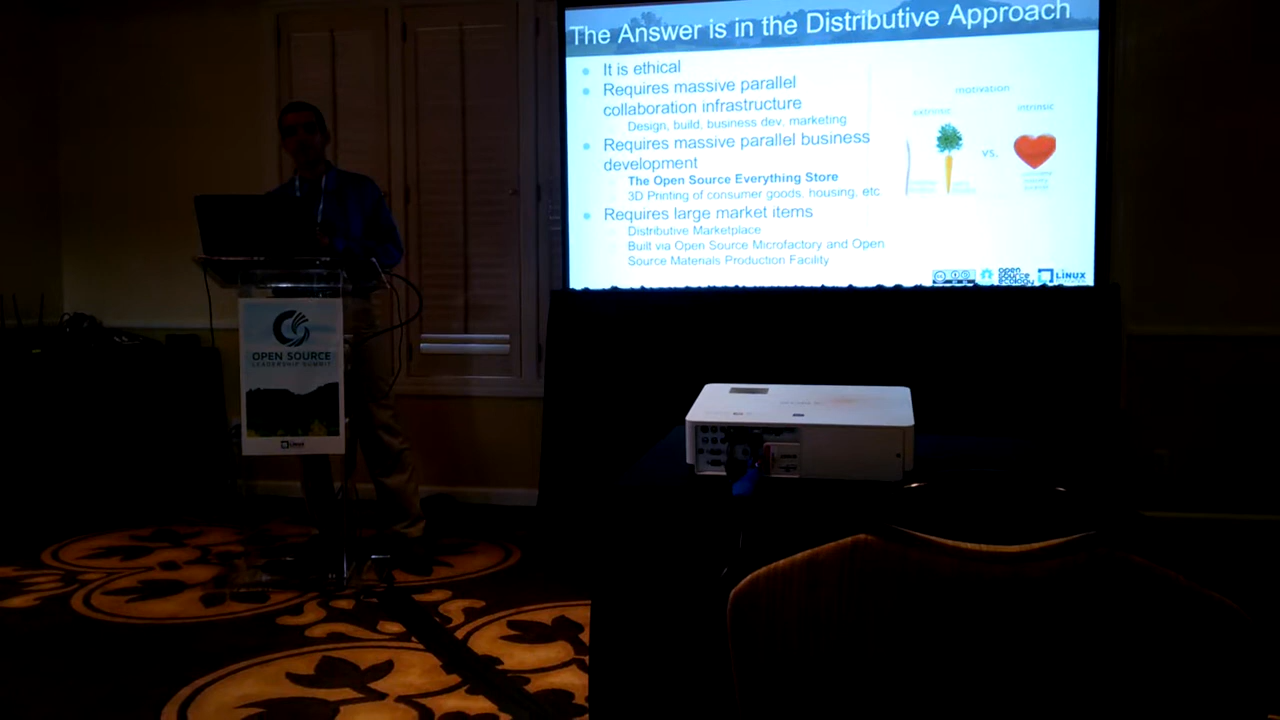 The Answer is in the Distributive Approach
It is ethical
Requires massive parallel
collaboration infrastructure
Design, build, business dev, marketing
Requires massive parallel business
development
The Open Source Everything Store
3D Printing of consumer goods, housing, etc
Requires large market items
Distributive Marketplace
Built via Open Source Microfactory and Open
Source Materials Production Facility
motivation
extrinsic
intrinsic
vs.
open
source
ecology
LINUX
OPEN SOURCE
LEADERSHIP SUMMIT
LINUX